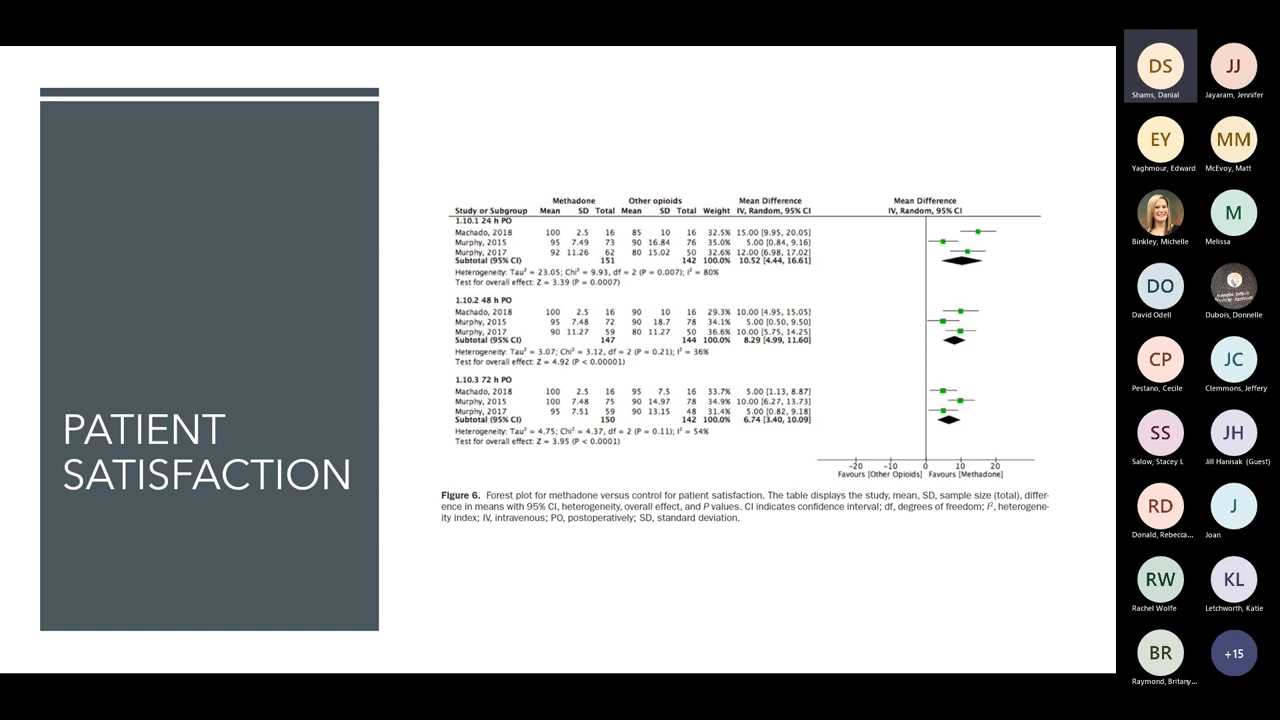 PATIENT
SATISFACTION
Methadone Other opioids Mean Difference Mean Difference
Study or Subgroup Mean SD Total Mean SD Total Weight IV, Random, 95% CI IV, Random, 95% CI
1.10.1 24 h PO
Machado, 2018 100 2.5 16 85 10 16 32.5% 15.00 [9.95, 20.05]
Murphy, 2015 95 7.49 73 90 16.84 76 35.0% 5.00 [0.84, 9.16]
Murphy, 2017 92 11.26 62 80 15.02 50 32.6% 12.00 [6.98, 17.02]
Subtotal (95% CI) 151 142 100.0% 10.52 [4.44, 16.61]
Heterogeneity: Tau² = 23.05; Chi² = 9.93, df = 2 (P = 0.007); I² = 80%
Test for overall effect: Z = 3.39 (P = 0.0007)
1.10.2 48 h PO
Machado, 2018 100 2.5 16 90 10 16 29.3% 10.00 [4.95, 15.05]
Murphy, 2015 95 7.48 72 90 18.7 78 34.1% 5.00 [0.50, 9.50]
Murphy, 2017 90 11.27 59 80 11.27 50 36.6% 10.00 [5.75, 14.25]
Subtotal (95% CI) 147 144 100.0% 8.29 [4.99, 11.60]
Heterogeneity: Tau² = 3.07; Chi² = 3.12, df = 2 (P = 0.21); I² = 36%
Test for overall effect: Z = 4.92 (P < 0.00001)
1.10.3 72 h PO
Machado, 2018 100 2.5 16 95 7.5 16 33.7% 5.00 [1.13, 8.87]
Murphy, 2015 100 7.48 75 90 14.97 78 34.9% 10.00 [6.27, 13.73]
Murphy, 2017 95 7.51 59 90 13.15 48 31.4% 5.00 [0.82, 9.18]
Subtotal (95% CI) 150 142 100.0% 6.74 [3.40, 10.09]
Heterogeneity: Tau² = 4.75; Chi² = 4.37, df = 2 (P = 0.11); I² = 54%
Test for overall effect: Z = 3.95 (P < 0.0001)
-20 -10 0 10 20
Favours [Other Opioids] Favours [Methadone]
Figure 6. Forest plot for methadone versus control for patient satisfaction. The table displays the study, mean, SD, sample size (total), differ-
ence in means with 95% CI, heterogeneity, overall effect, and P values. CI indicates confidence interval; df, degrees of freedom; I², heterogene-
ity index; IV, intravenous; PO, postoperatively; SD, standard deviation.
DS JJ
Shams, Danial Jayaram, Jennifer
EY MM
Yaghmour, Edward McEvoy, Matt
M
Binkley, Michelle Melissa
DO
David Odell Dubois, Donnelle
CP JC
Pestano, Cecile Clemmons, Jeffery
SS JH
Salow, Stacey L Jill Hanisak (Guest)
RD J
Donald, Rebecca... Joan
RW KL
Rachel Wolfe Letchworth, Katie
BR +15
Raymond, Britany...